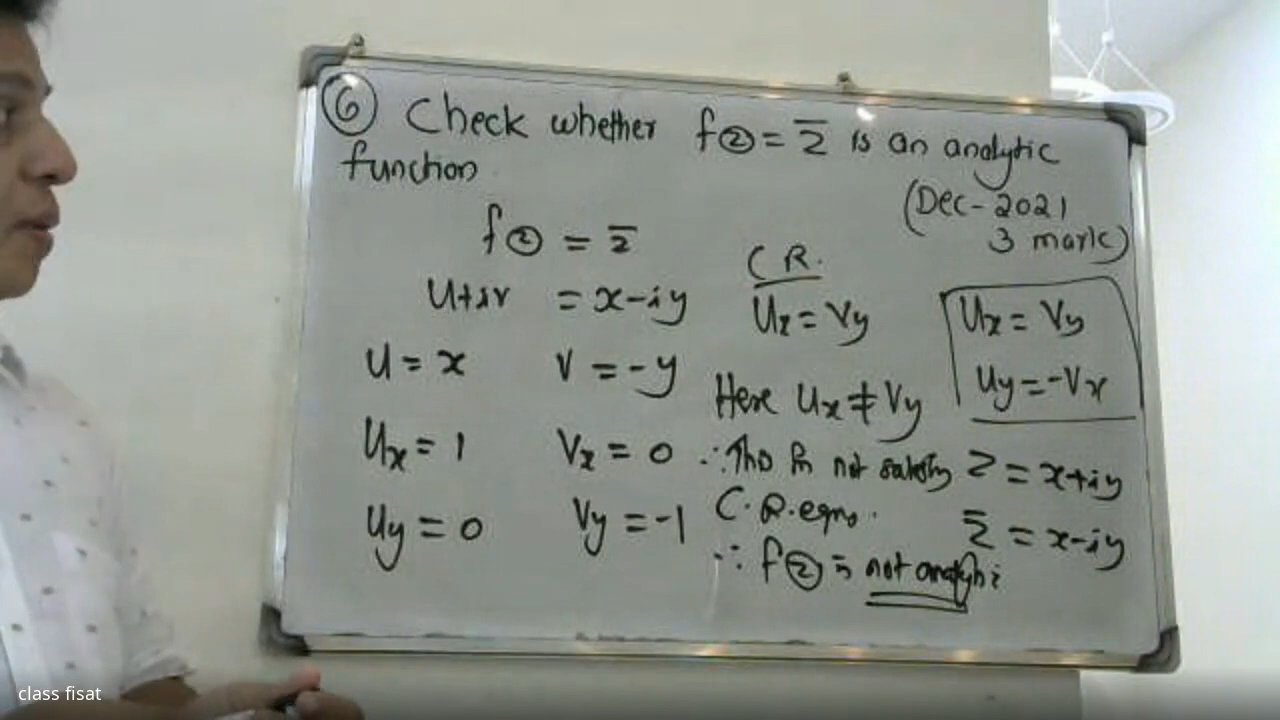 ⑥ Check whether f(z) = z̅ is an analytic
function
(Dec-2021
3 mark)
f(z) = z̅
u+iv = x-iy
u = x v = -y
Ux = 1 Vx = 0
Uy = 0 Vy = -1
C R.
Ux = Vy
Here Ux ≠ Vy
∴ The fn not satisfy
C.R. eqns.
∴ f(z) is not analytic
Ux = Vy
Uy = -Vx
z = x+iy
z̅ = x-iy
class fisat